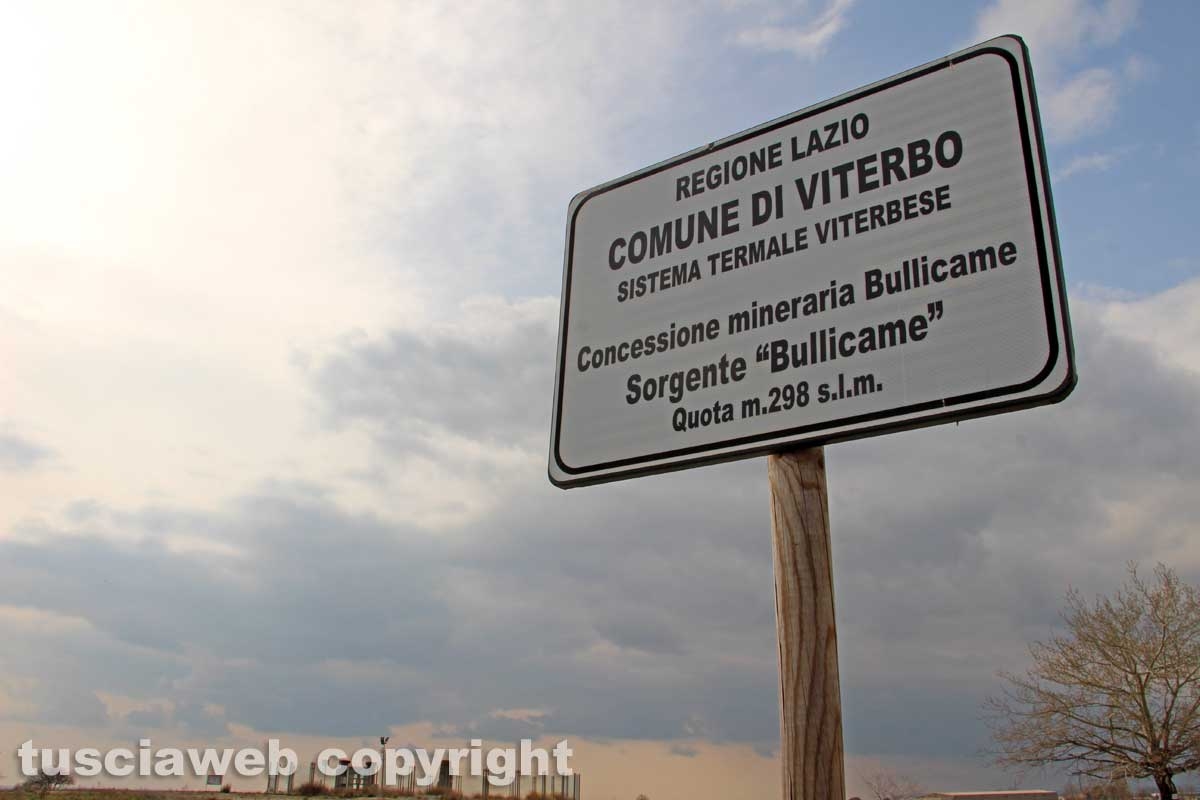 REGIONE LAZIO
COMUNE DI VITERBO
SISTEMA TERMALE VITERBESE
Concessione mineraria Bullicame
Sorgente “Bullicame”
Quota m.298 s.l.m.
tusciaweb copyright